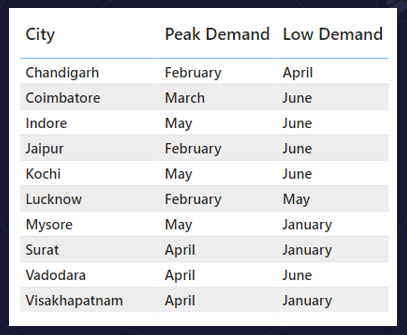 City Peak Demand Low Demand
Chandigarh February April
Coimbatore March June
Indore May June
Jaipur February June
Kochi May June
Lucknow February May
Mysore May January
Surat April January
Vadodara April June
Visakhapatnam April January